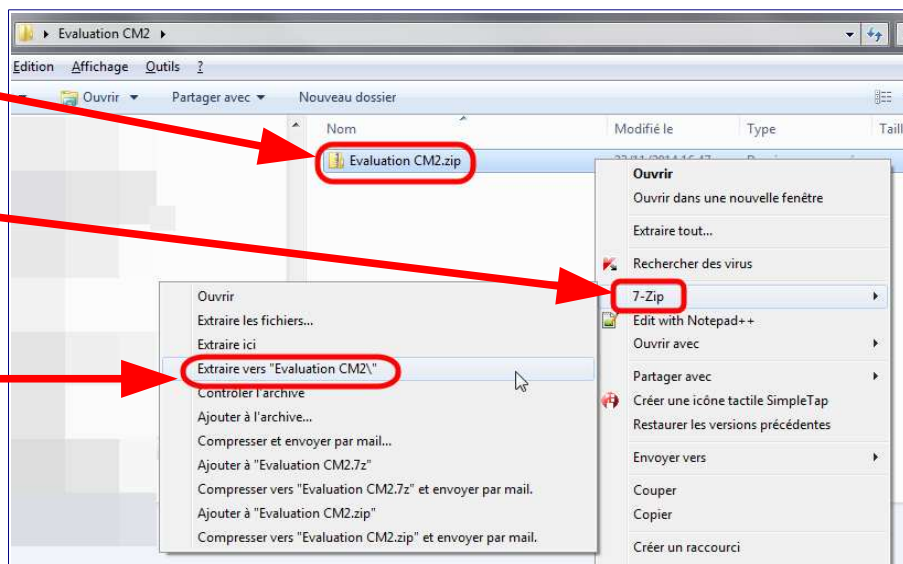 Evaluation CM2
Edition Affichage Outils ?
Ouvrir Partager avec Nouveau dossier
Nom Modifié le Type Taill
Evaluation CM2.zip
Ouvrir
Ouvrir dans une nouvelle fenêtre
Extraire tout...
Rechercher des virus
7-Zip
Edit with Notepad++
Ouvrir avec
Partager avec
Créer une icône tactile SimpleTap
Restaurer les versions précédentes
Envoyer vers
Couper
Copier
Créer un raccourci
Ouvrir
Extraire les fichiers...
Extraire ici
Extraire vers "Evaluation CM2\"
Contrôler l'archive
Ajouter à l'archive...
Compresser et envoyer par mail...
Ajouter à "Evaluation CM2.7z"
Compresser vers "Evaluation CM2.7z" et envoyer par mail.
Ajouter à "Evaluation CM2.zip"
Compresser vers "Evaluation CM2.zip" et envoyer par mail.